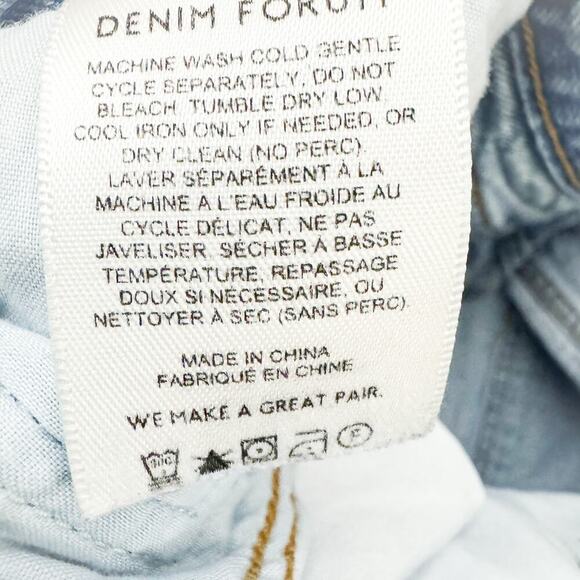 DENIM FORUM
MACHINE WASH COLD GENTLE
CYCLE SEPARATELY, DO NOT
BLEACH, TUMBLE DRY LOW,
COOL IRON ONLY IF NEEDED, OR
DRY CLEAN (NO PERC).
LAVER SÉPARÉMENT À LA
MACHINE A L'EAU FROIDE AU
CYCLE DÉLICAT, NE PAS
JAVELISER, SÉCHER À BASSE
TEMPÉRATURE, REPASSAGE
DOUX SI NÉCESSAIRE, OU
NETTOYER À SEC (SANS PERC).
MADE IN CHINA
FABRIQUÉ EN CHINE
WE MAKE A GREAT PAIR.